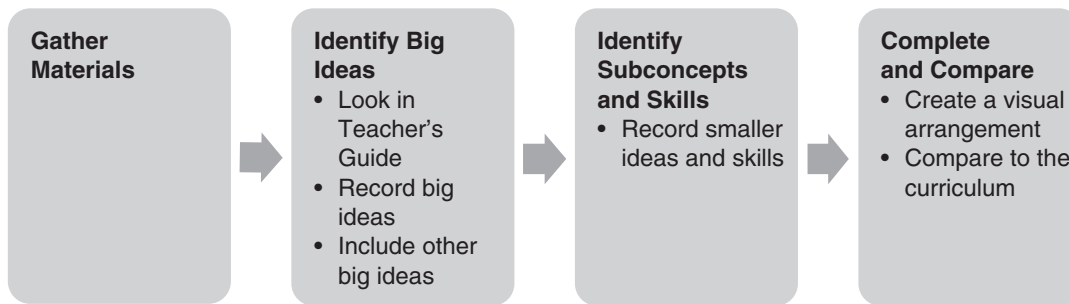 Gather
Materials
Identify Big
Ideas
• Look in
Teacher's
Guide
• Record big
ideas
• Include other
big ideas
Identify
Subconcepts
and Skills
• Record smaller
ideas and skills
Complete
and Compare
• Create a visual
arrangement
• Compare to the
curriculum